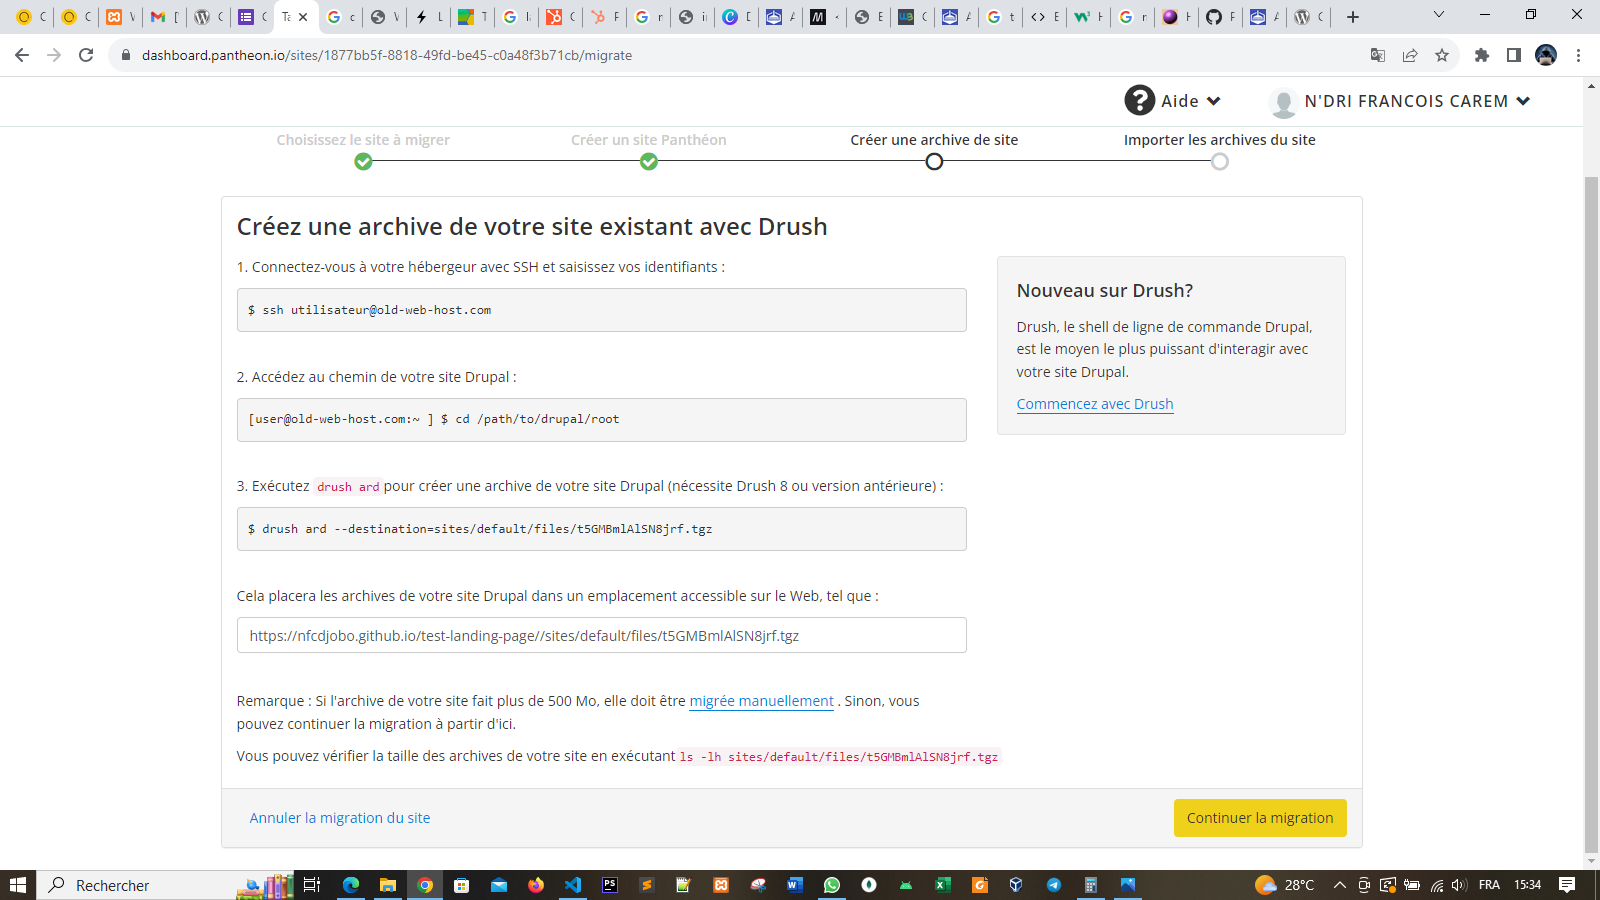 Ta
dashboard.pantheon.io/sites/1877bb5f-8818-49fd-be45-c0a48f3b71cb/migrate
Aide
N'DRI FRANCOIS CAREM
Choisissez le site à migrer
Créer un site Panthéon
Créer une archive de site
Importer les archives du site
Créez une archive de votre site existant avec Drush
1. Connectez-vous à votre hébergeur avec SSH et saisissez vos identifiants :
$ ssh utilisateur@old-web-host.com
Nouveau sur Drush?
Drush, le shell de ligne de commande Drupal,
est le moyen le plus puissant d'interagir avec
votre site Drupal.
Commencez avec Drush
2. Accédez au chemin de votre site Drupal :
[user@old-web-host.com:~ ] $ cd /path/to/drupal/root
3. Exécutez drush ard pour créer une archive de votre site Drupal (nécessite Drush 8 ou version antérieure) :
$ drush ard --destination=sites/default/files/t5GMBmlAlSN8jrf.tgz
Cela placera les archives de votre site Drupal dans un emplacement accessible sur le Web, tel que :
https://nfcdjobo.github.io/test-landing-page//sites/default/files/t5GMBmlAlSN8jrf.tgz
Remarque : Si l'archive de votre site fait plus de 500 Mo, elle doit être migrée manuellement . Sinon, vous
pouvez continuer la migration à partir d'ici.
Vous pouvez vérifier la taille des archives de votre site en exécutant ls -lh sites/default/files/t5GMBmlAlSN8jrf.tgz
Annuler la migration du site
Continuer la migration
Rechercher
28°C
FRA
15:34